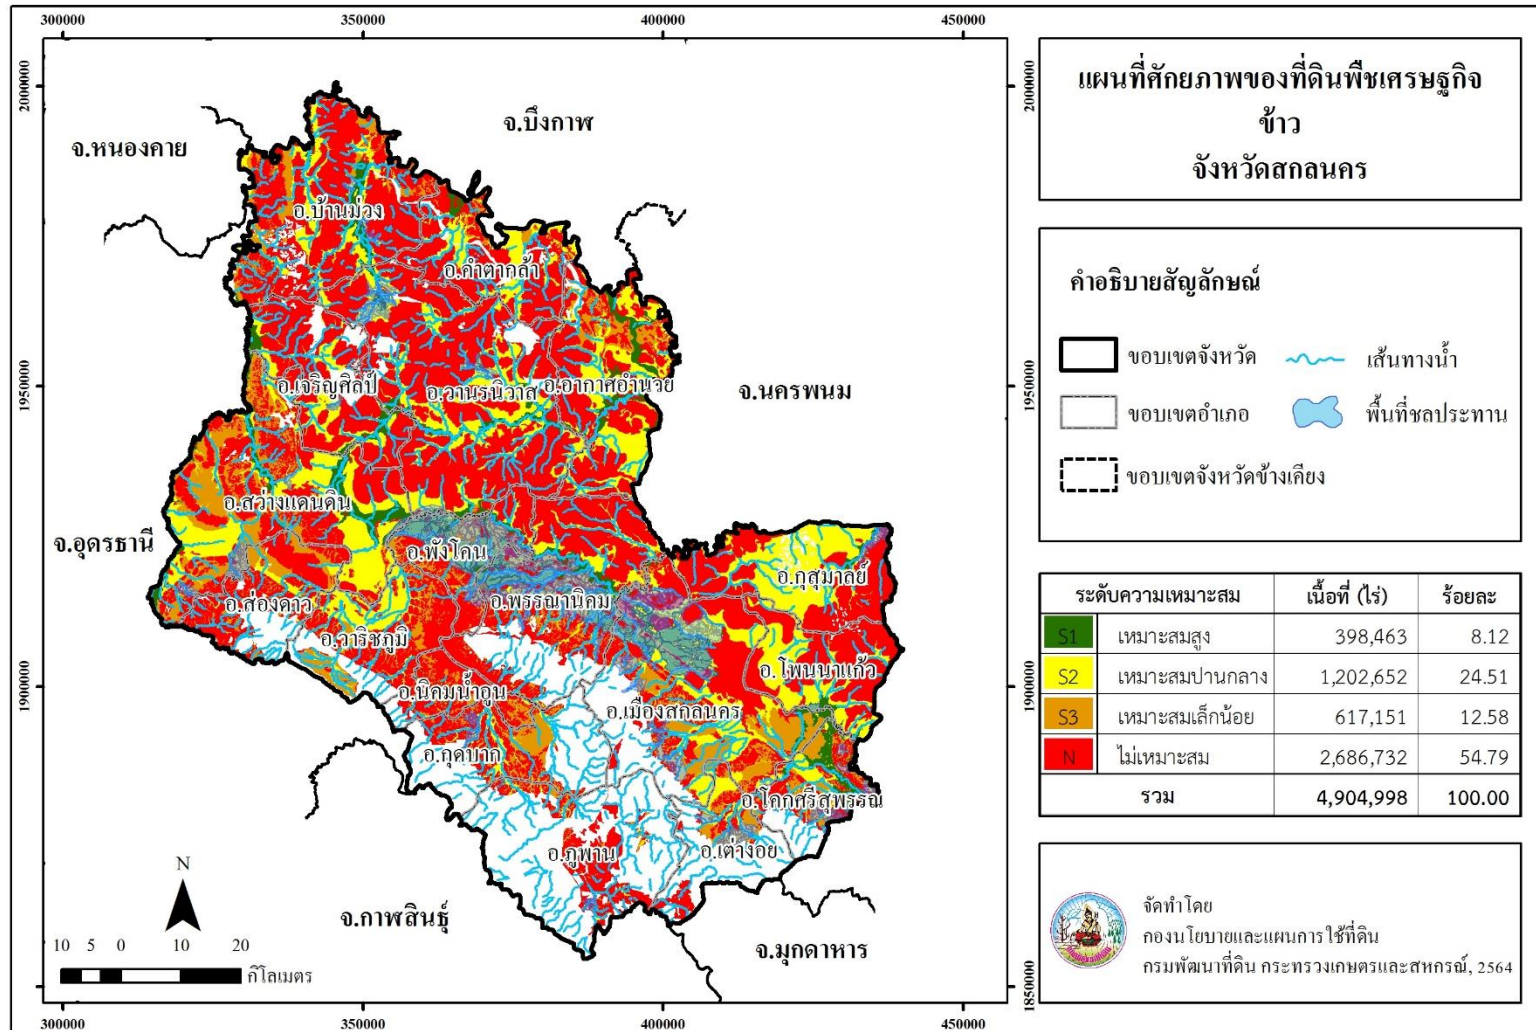 300000
350000
400000
450000
2000000
1950000
1900000
2000000
1950000
1900000
1850000
300000
350000
400000
450000
จ.หนองคาย
จ.บึงกาฬ
จ.นครพนม
จ.อุดรธานี
จ.กาฬสินธุ์
จ.มุกดาหาร
อ.บ้านม่วง
อ.คำตากล้า
อ.เจริญศิลป์
อ.วานรนิวาส
อ.อากาศอำนวย
อ.สว่างแดนดิน
อ.พังโคน
อ.ส่องดาว
อ.วาริชภูมิ
อ.พรรณานิคม
อ.กุสุมาลย์
อ.โพนนาแก้ว
อ.นิคมน้ำอูน
อ.เมืองสกลนคร
อ.กุดบาก
อ.โคกศรีสุพรรณ
อ.ภูพาน
อ.เต่างอย
N
10 5 0 10 20
กิโลเมตร
แผนที่ศักยภาพของที่ดินพืชเศรษฐกิจ
ข้าว
จังหวัดสกลนคร
คำอธิบายสัญลักษณ์
ขอบเขตจังหวัด
เส้นทางน้ำ
ขอบเขตอำเภอ
พื้นที่ชลประทาน
ขอบเขตจังหวัดข้างเคียง
ระดับความเหมาะสม เนื้อที่ (ไร่) ร้อยละ
S1 เหมาะสมสูง 398,463 8.12
S2 เหมาะสมปานกลาง 1,202,652 24.51
S3 เหมาะสมเล็กน้อย 617,151 12.58
N ไม่เหมาะสม 2,686,732 54.79
รวม 4,904,998 100.00
จัดทำโดย
กองนโยบายและแผนการใช้ที่ดิน
กรมพัฒนาที่ดิน กระทรวงเกษตรและสหกรณ์, 2564